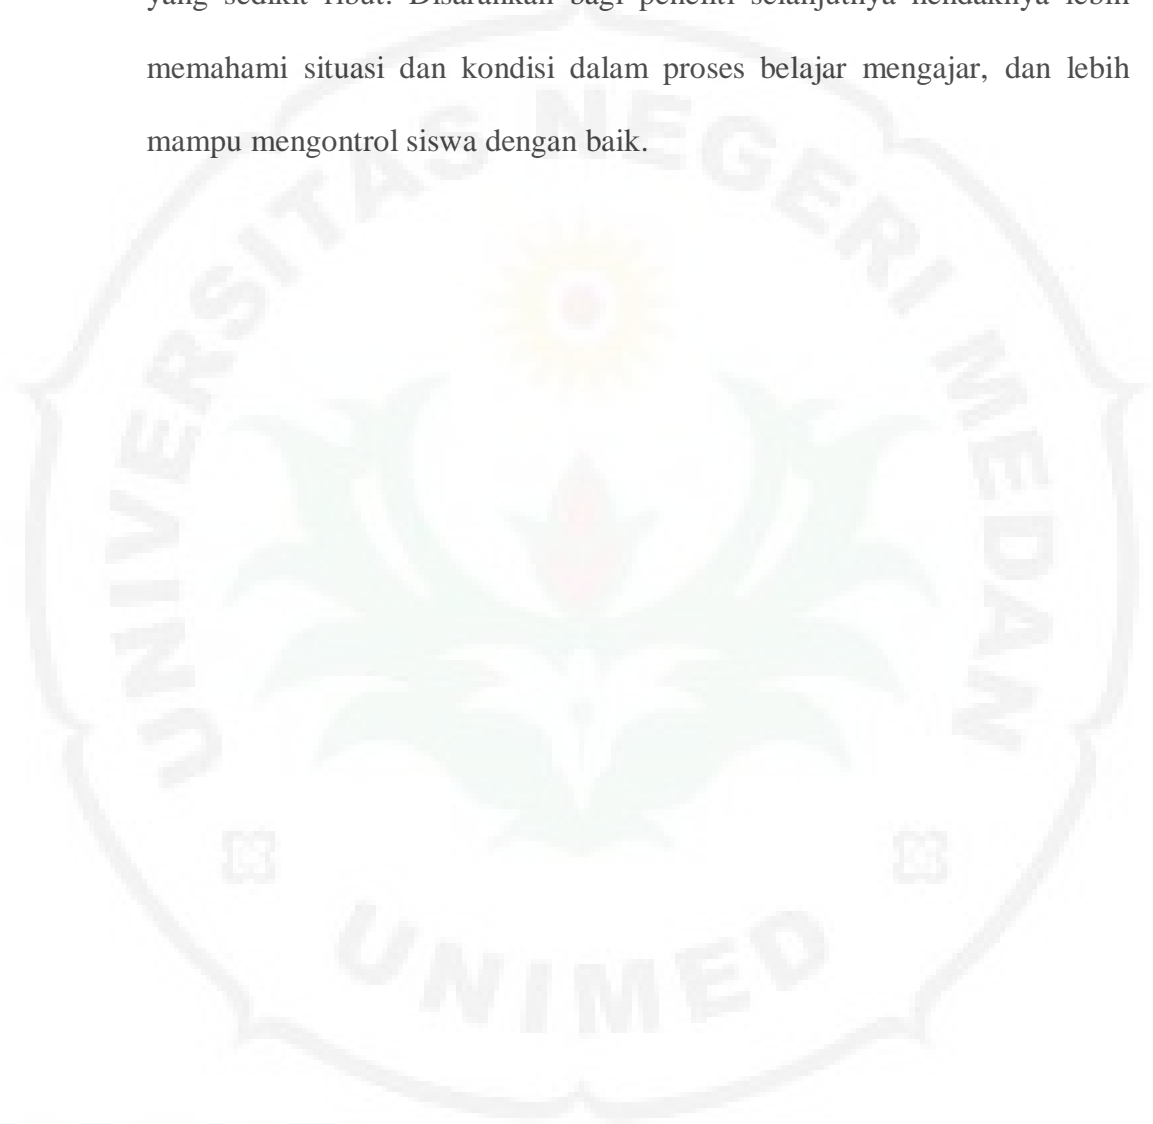 yang sedikit ribut. Disarankan bagi peneliti selanjutnya hendaknya lebih
memahami situasi dan kondisi dalam proses belajar mengajar, dan lebih
mampu mengontrol siswa dengan baik.
UNIVERSITAS NEGERI MEDAN
UNIMED